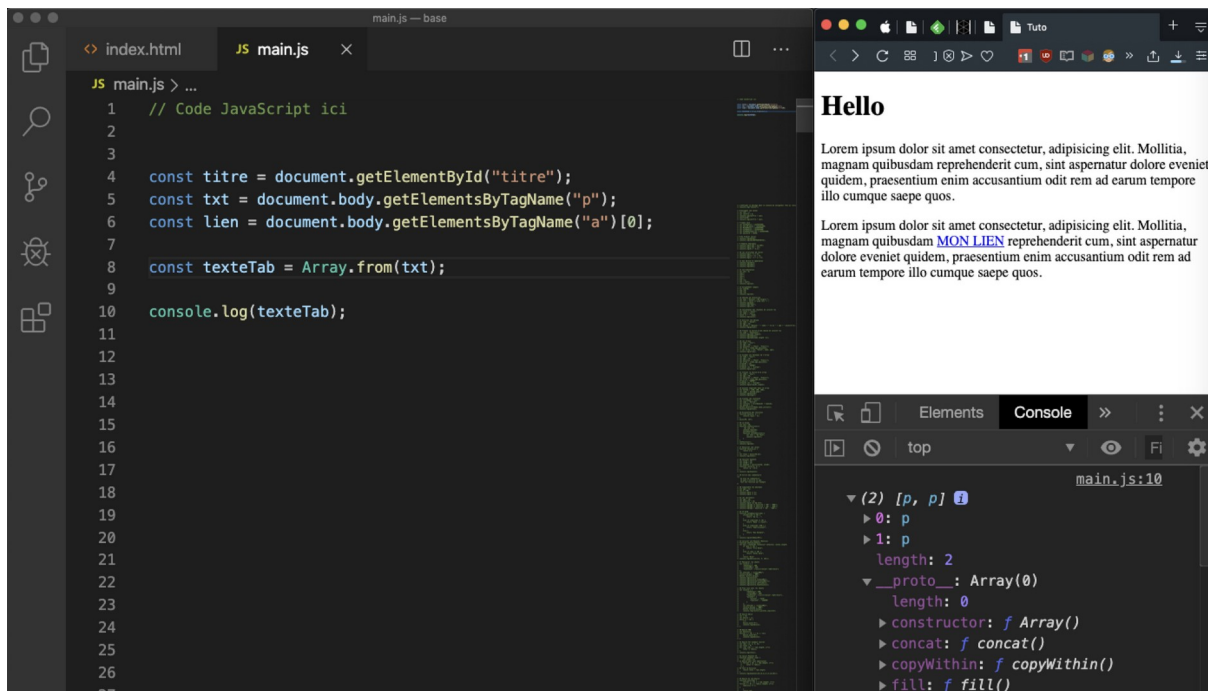 main.js — base
index.html
JS main.js
JS main.js > ...
1 // Code JavaScript ici
2
3
4 const titre = document.getElementById("titre");
5 const txt = document.body.getElementsByTagName("p");
6 const lien = document.body.getElementsByTagName("a")[0];
7
8 const texteTab = Array.from(txt);
9
10 console.log(texteTab);
11
12
13
14
15
16
17
18
19
20
21
22
23
24
25
26
Tuto
Hello
Lorem ipsum dolor sit amet consectetur, adipisicing elit. Mollitia,
magnam quibusdam reprehenderit cum, sint aspernatur dolore eveniet
quidem, praesentium enim accusantium odit rem ad earum tempore
illo cumque saepe quos.
Lorem ipsum dolor sit amet consectetur, adipisicing elit. Mollitia,
magnam quibusdam MON LIEN reprehenderit cum, sint aspernatur
dolore eveniet quidem, praesentium enim accusantium odit rem ad
earum tempore illo cumque saepe quos.
Elements Console »
top Fi
main.js:10
(2) [p, p] i
0: p
1: p
length: 2
__proto__: Array(0)
length: 0
constructor: ƒ Array()
concat: ƒ concat()
copyWithin: ƒ copyWithin()
fill: ƒ fill()